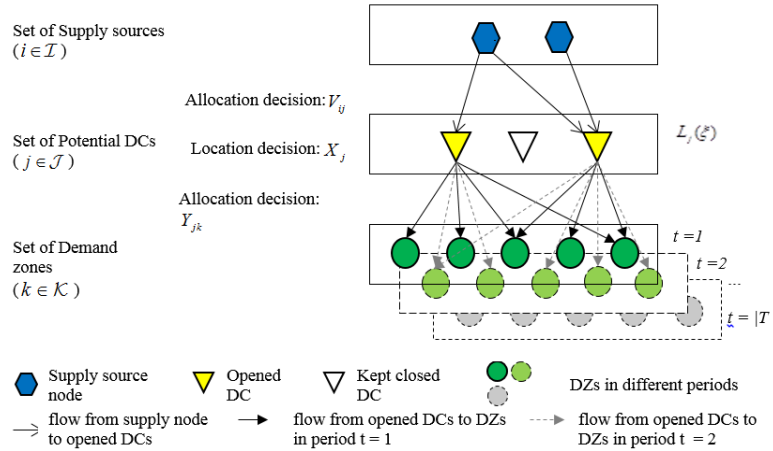 Set of Supply sources
(i ∈ I)
Allocation decision: V_ij
Set of Potential DCs
(j ∈ J)
Location decision: X_j
L_j(ξ)
Allocation decision:
Y_jk
Set of Demand
zones
(k ∈ K)
t =1
t =2
...
t = |T
Supply source
node
Opened
DC
Kept closed
DC
DZs in different periods
flow from supply node
to opened DCs
flow from opened DCs to DZs
in period t = 1
flow from opened DCs to
DZs in period t = 2